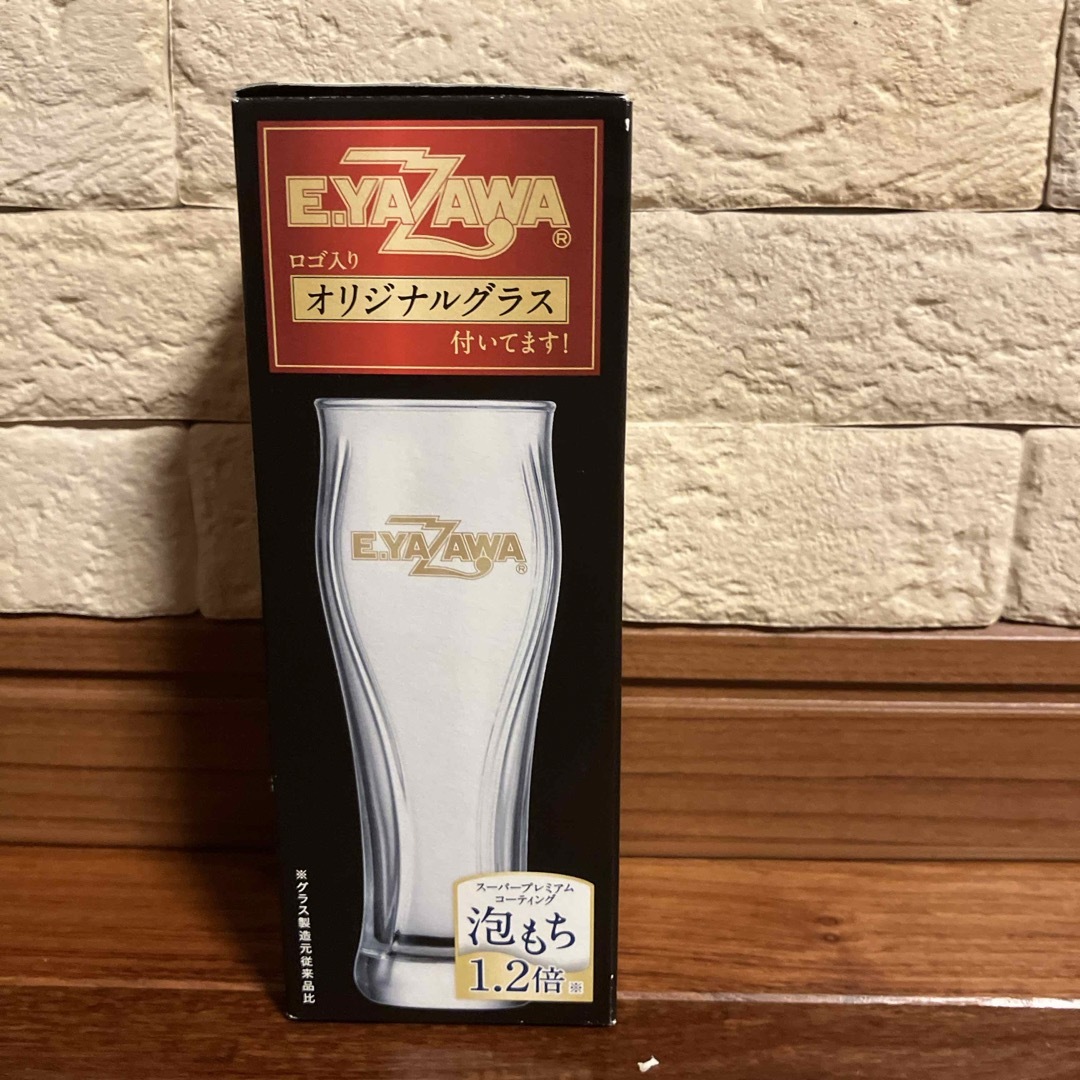 E.YAZAWA®
ロゴ入り
オリジナルグラス
付いてます!
E.YAZAWA®
スーパープレミアム
コーティング
泡もち
1.2倍※
※グラス製造元従来品比